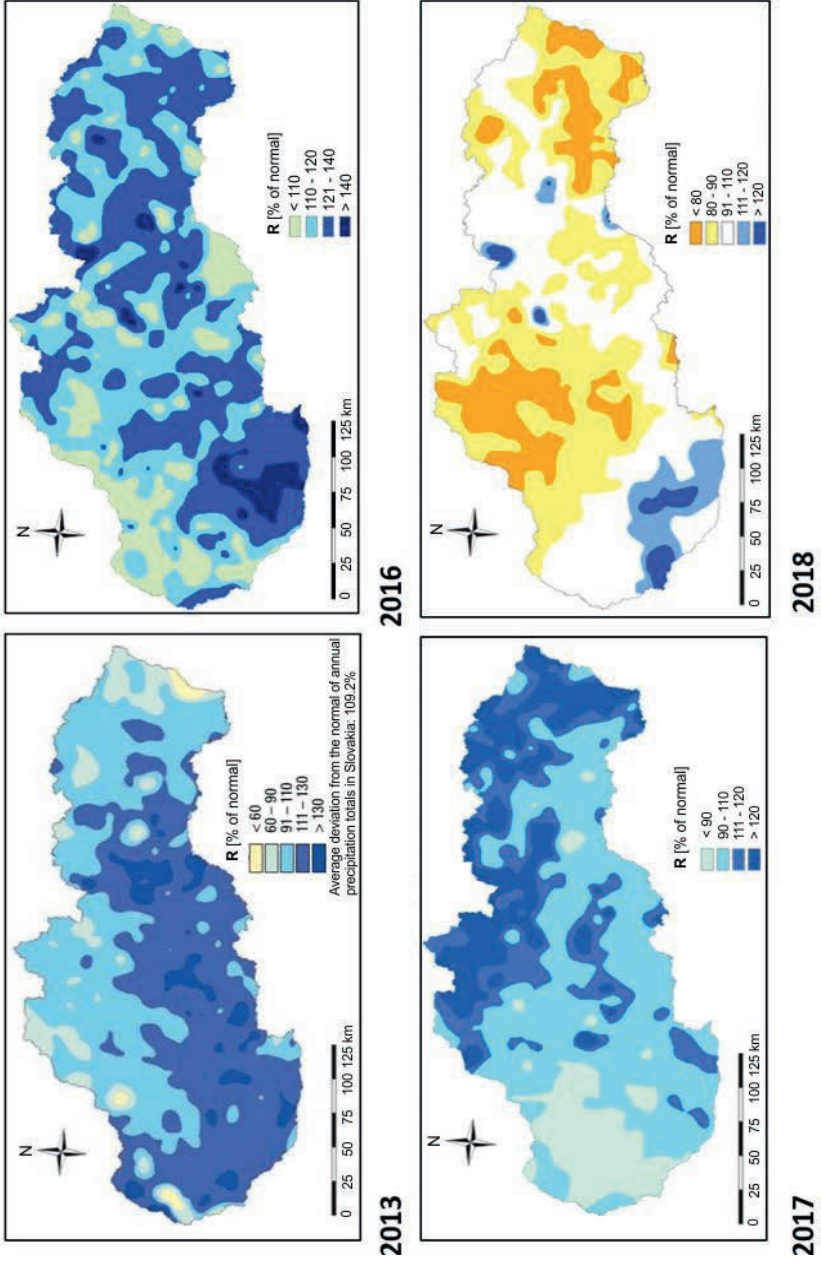 N
R [% of normal]
< 60
60 – 90
91 – 110
111 – 130
> 130
Average deviation from the normal of annual
precipitation totals in Slovakia: 109.2%
0 25 50 75 100 125 km
2013
N
R [% of normal]
< 110
110 - 120
121 - 140
> 140
0 25 50 75 100 125 km
2016
N
R [% of normal]
< 90
90 - 110
111 - 120
> 120
0 25 50 75 100 125 km
2017
N
R [% of normal]
< 80
80 - 90
91 - 110
111 - 120
> 120
0 25 50 75 100 125 km
2018